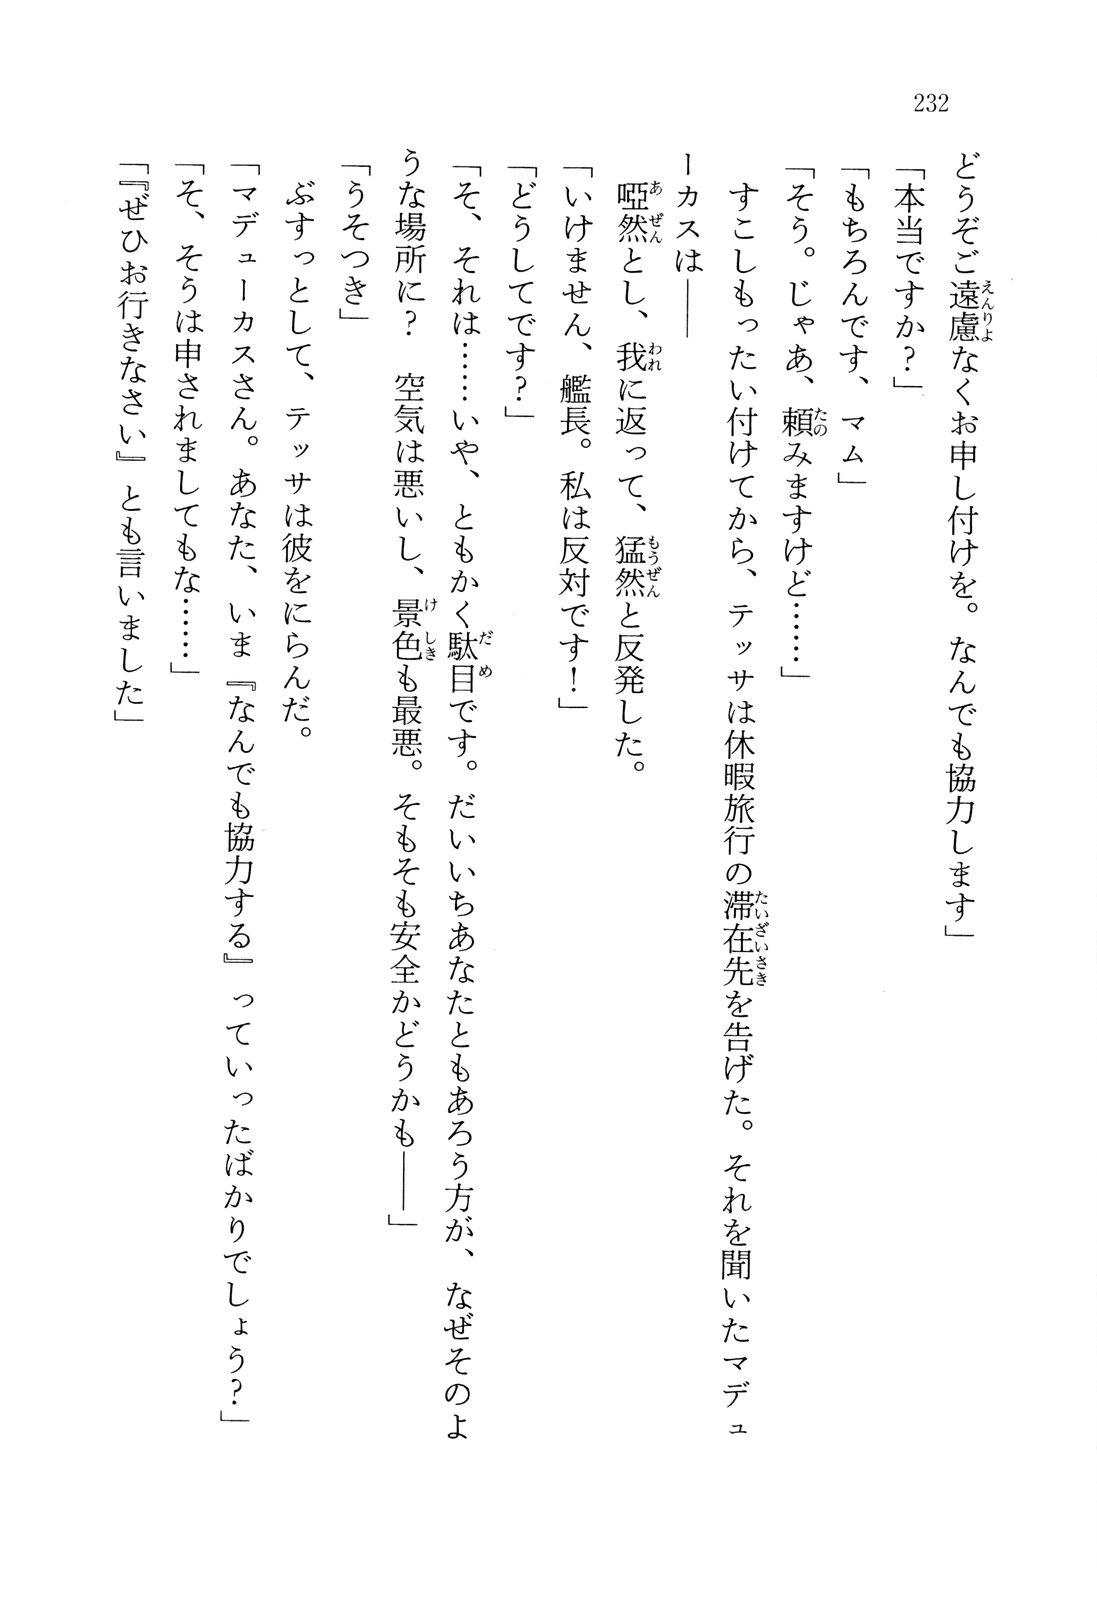 232
どうぞご遠慮なくお申し付けを。なんでも協力します」
「本当ですか?」
「もちろんです、マム」
「そう。じゃあ、頼みますけど……」
すこしもったい付けてから、テッサは休暇旅行の滞在先を告げた。それを聞いたマデュ
ーカスは――
啞然とし、我に返って、猛然と反発した。
「いけません、艦長。私は反対です!」
「どうしてです?」
「そ、それは……いや、ともかく駄目です。だいいちあなたともあろう方が、なぜそのよ
うな場所に? 空気は悪いし、景色も最悪。そもそも安全かどうかも――」
「うそつき」
ぶすっとして、テッサは彼をにらんだ。
「マデューカスさん。あなた、いま『なんでも協力する』っていったばかりでしょう?」
「そ、そうは申されましてもな……」
「『ぜひお行きなさい』とも言いました」